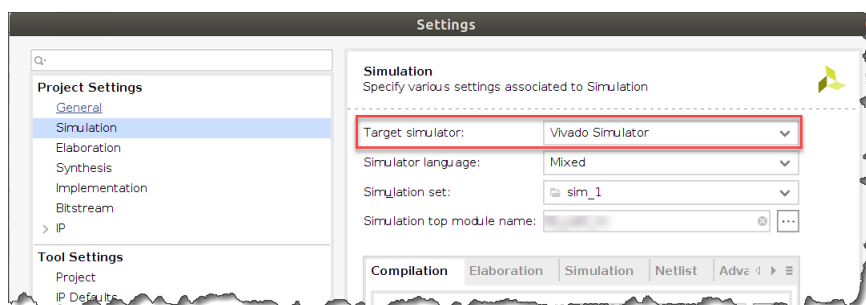 Settings
Project Settings
General
Simulation
Elaboration
Synthesis
Implementation
Bitstream
IP
Tool Settings
Project
IP Defaults
Simulation
Specify various settings associated to Simulation
Target simulator: Vivado Simulator
Simulator language: Mixed
Simulation set: sim_1
Simulation top module name:
Compilation Elaboration Simulation Netlist Adva